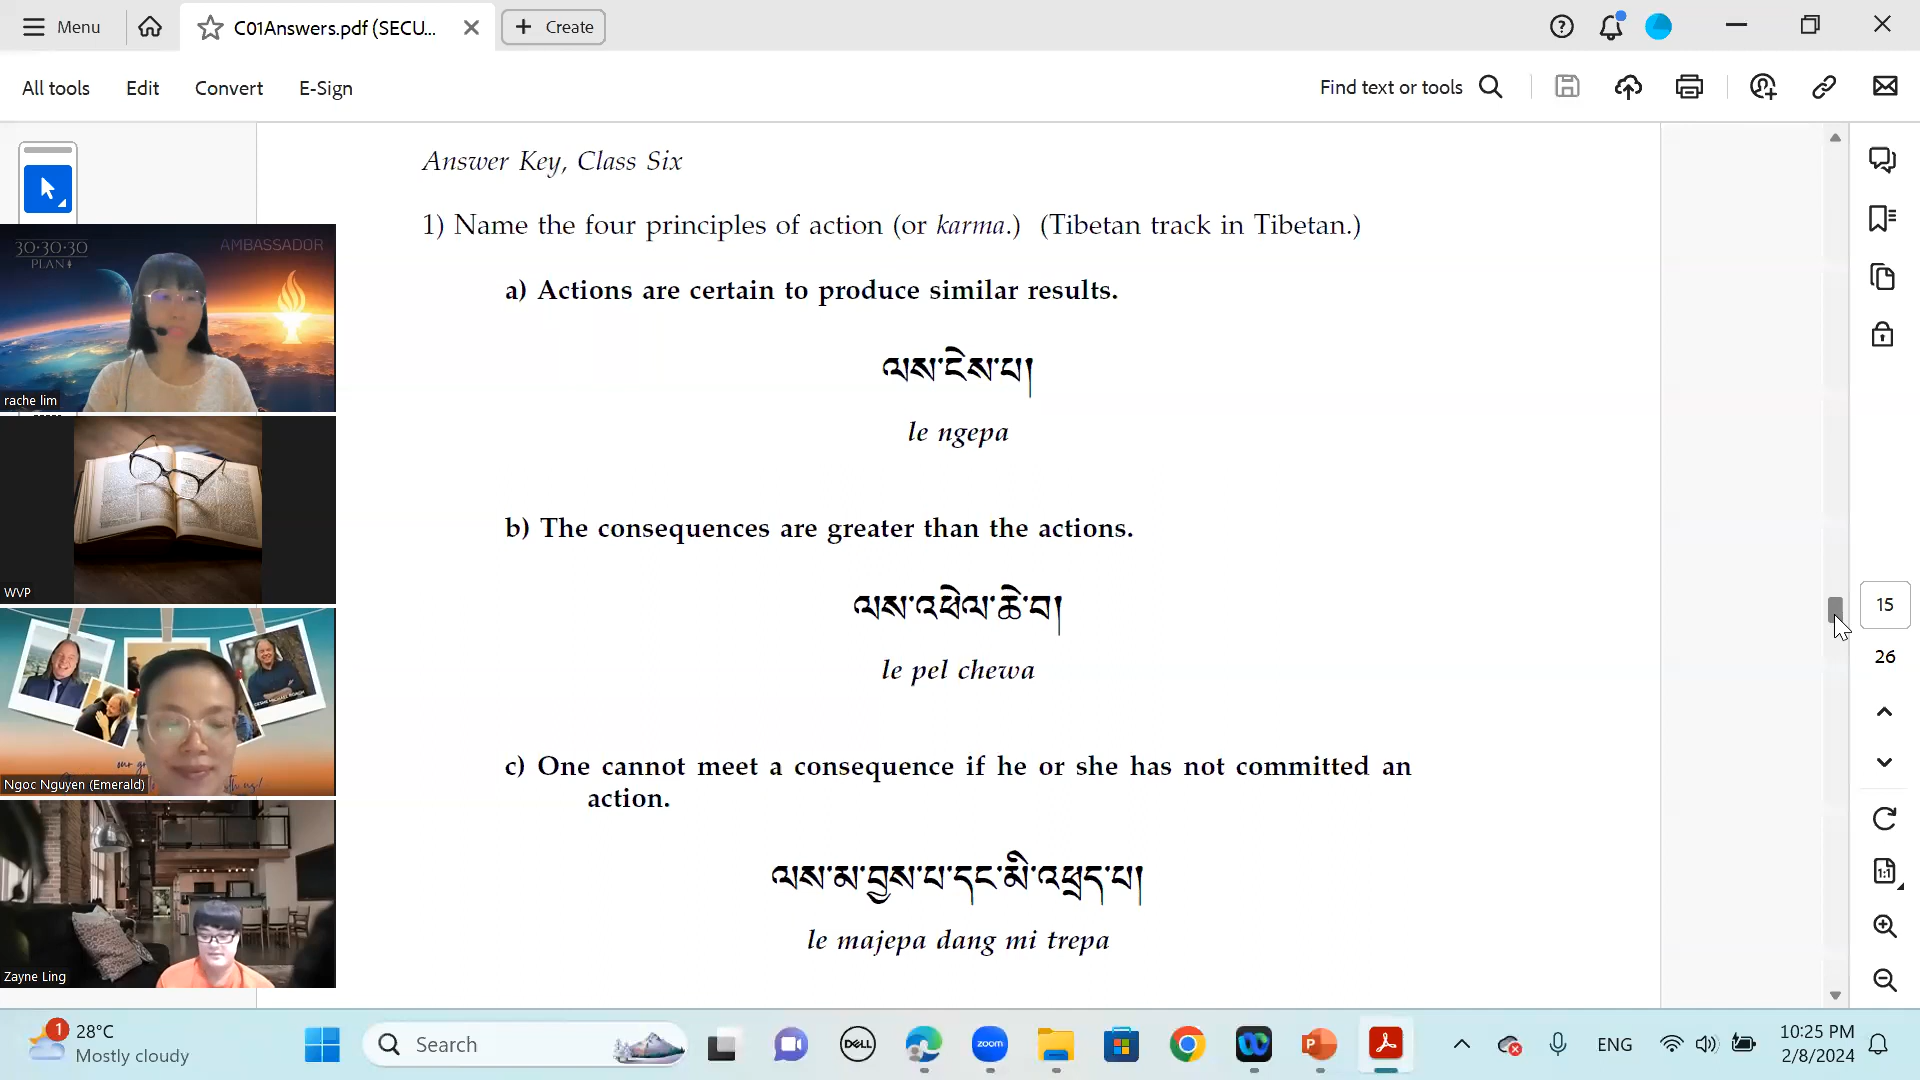 Menu
C01Answers.pdf (SECU...
Create
All tools
Edit
Convert
E-Sign
Find text or tools
Answer Key, Class Six
1) Name the four principles of action (or karma.) (Tibetan track in Tibetan.)
a) Actions are certain to produce similar results.
ལས་ངེས་པ།
le ngepa
b) The consequences are greater than the actions.
ལས་འཕེལ་ཆེ་བ།
le pel chewa
c) One cannot meet a consequence if he or she has not committed an
action.
ལས་མ་བྱས་པ་དང་མི་འཕྲད་པ།
le majepa dang mi trepa
30·30·30
PLAN
AMBASSADOR
rache lim
WVP
Ngoc Nguyen (Emerald)
Zayne Ling
15
26
1:1
1
28°C
Mostly cloudy
Search
DELL
zoom
P
ENG
10:25 PM
2/8/2024